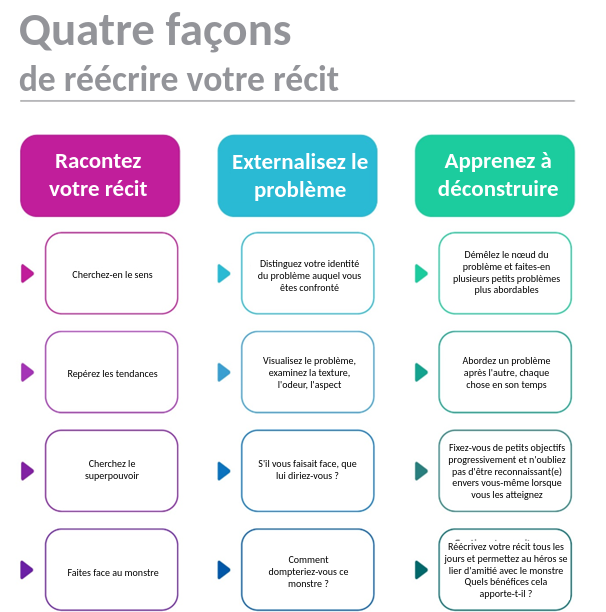 Quatre façons
de réécrire votre récit
Racontez
votre récit
Cherchez-en le sens
Repérez les tendances
Cherchez le
superpouvoir
Faites face au monstre
Externalisez le
problème
Distinguez votre identité
du problème auquel vous
êtes confronté
Visualisez le problème,
examinez la texture,
l'odeur, l'aspect
S'il vous faisait face, que
lui diriez-vous ?
Comment
dompteriez-vous ce
monstre ?
Apprenez à
déconstruire
Démêlez le nœud du
problème et faites-en
plusieurs petits problèmes
plus abordables
Abordez un problème
après l'autre, chaque
chose en son temps
Fixez-vous de petits objectifs
progressivement et n'oubliez
pas d'être reconnaissant(e)
envers vous-même lorsque
vous les atteignez
Réécrivez votre récit tous les
jours et permettez au héros se
lier d'amitié avec le monstre
Quels bénéfices cela
apporte-t-il ?